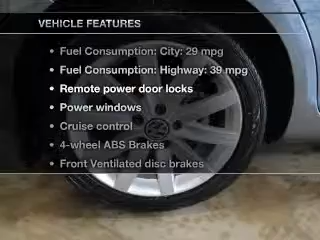 VEHICLE FEATURES
• Fuel Consumption: City: 29 mpg
• Fuel Consumption: Highway: 39 mpg
• Remote power door locks
• Power windows
• Cruise control
• 4-wheel ABS Brakes
• Front Ventilated disc brakes